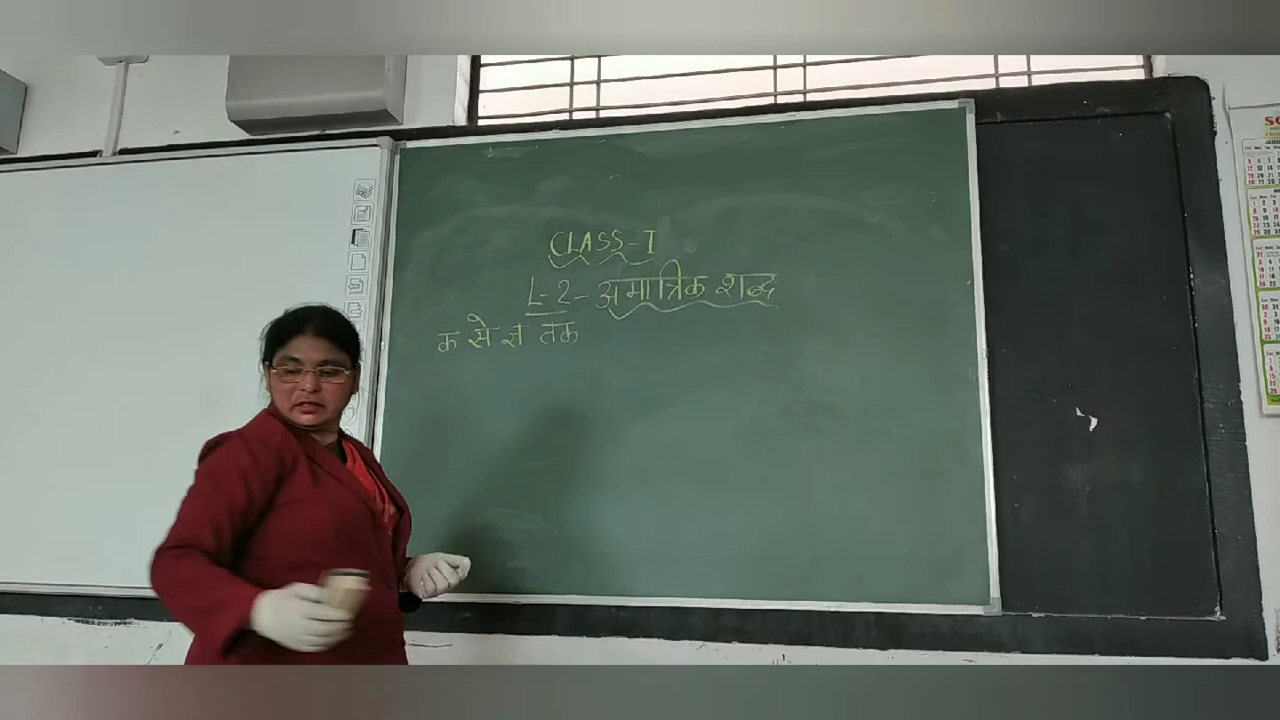 CLASS-I
L-2- अमात्रिक शब्द
क से ज्ञ तक